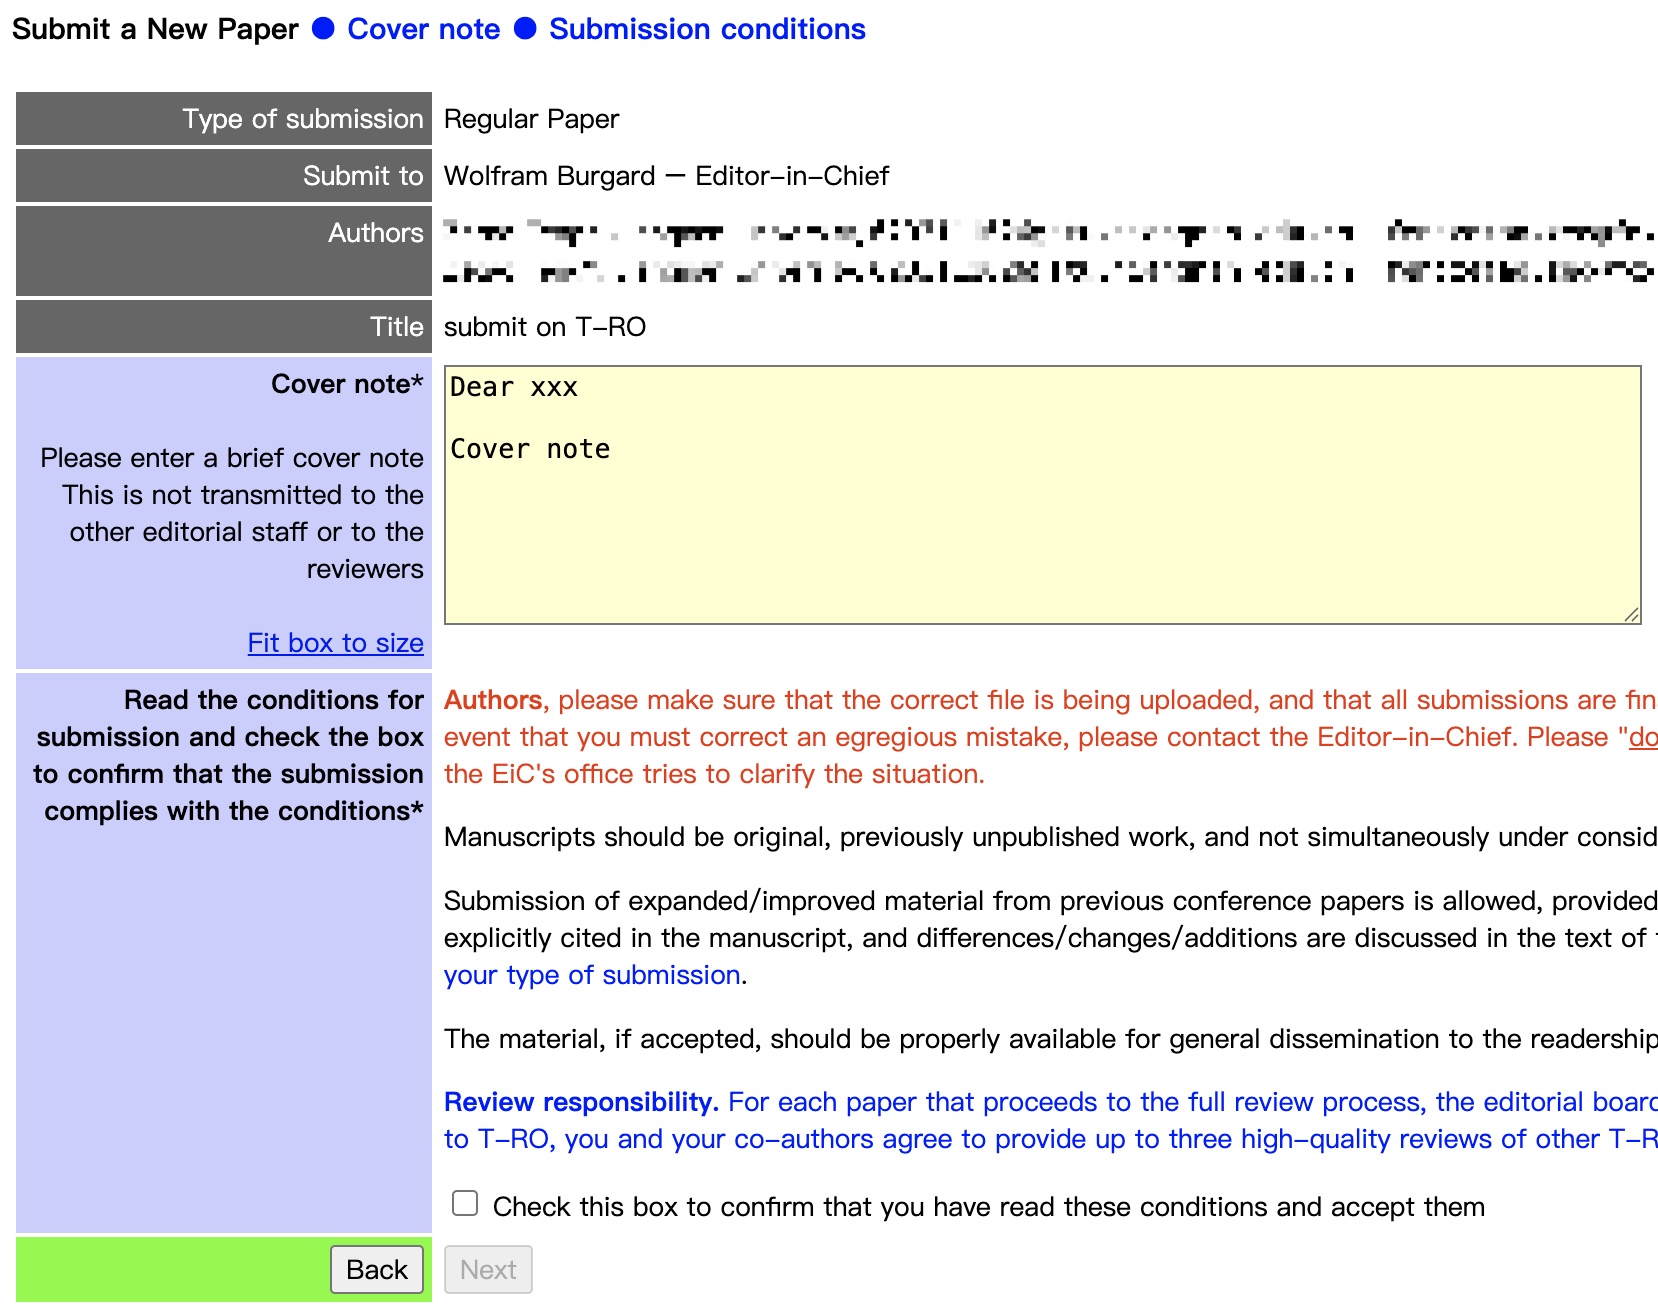 Submit a New Paper ● Cover note ● Submission conditions
Type of submission Regular Paper
Submit to Wolfram Burgard – Editor-in-Chief
Authors
Title submit on T-RO
Cover note*
Please enter a brief cover note
This is not transmitted to the
other editorial staff or to the
reviewers
Fit box to size
Dear xxx
Cover note
Read the conditions for
submission and check the box
to confirm that the submission
complies with the conditions*
Authors, please make sure that the correct file is being uploaded, and that all submissions are
event that you must correct an egregious mistake, please contact the Editor-in-Chief. Please "do
the EiC's office tries to clarify the situation.
Manuscripts should be original, previously unpublished work, and not simultaneously under consid
Submission of expanded/improved material from previous conference papers is allowed, provided
explicitly cited in the manuscript, and differences/changes/additions are discussed in the text of
your type of submission.
The material, if accepted, should be properly available for general dissemination to the readership
Review responsibility. For each paper that proceeds to the full review process, the editorial board
to T-RO, you and your co-authors agree to provide up to three high-quality reviews of other T-R
Check this box to confirm that you have read these conditions and accept them
Back Next